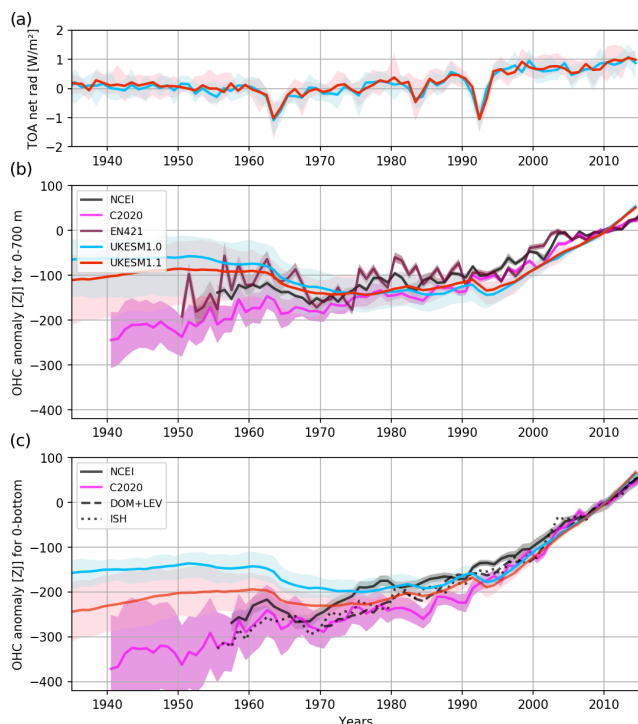 (a)
TOA net rad [W/m²]
2
1
0
−1
−2
1940 1950 1960 1970 1980 1990 2000 2010
(b)
OHC anomaly [ZJ] for 0-700 m
100
0
−100
−200
−300
−400
NCEI
C2020
EN421
UKESM1.0
UKESM1.1
1940 1950 1960 1970 1980 1990 2000 2010
(c)
OHC anomaly [ZJ] for 0-bottom
100
0
−100
−200
−300
−400
NCEI
C2020
DOM+LEV
ISH
1940 1950 1960 1970 1980 1990 2000 2010
Years